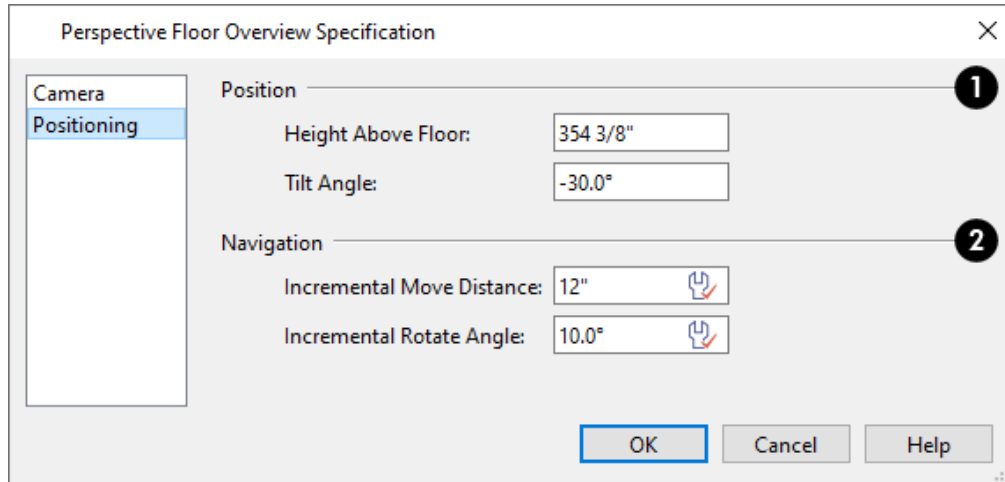 Perspective Floor Overview Specification
Camera
Positioning
Position
1
Height Above Floor: 354 3/8"
Tilt Angle: -30.0°
Navigation
2
Incremental Move Distance: 12"
Incremental Rotate Angle: 10.0°
OK Cancel Help